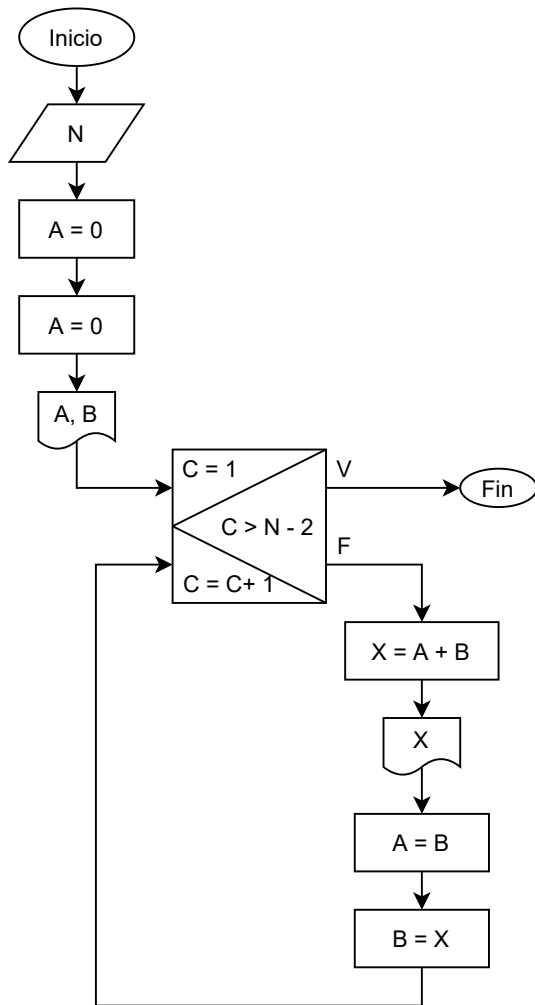 Inicio
N
A = 0
A = 0
A, B
C = 1
C > N - 2
C = C+ 1
V
Fin
F
X = A + B
X
A = B
B = X